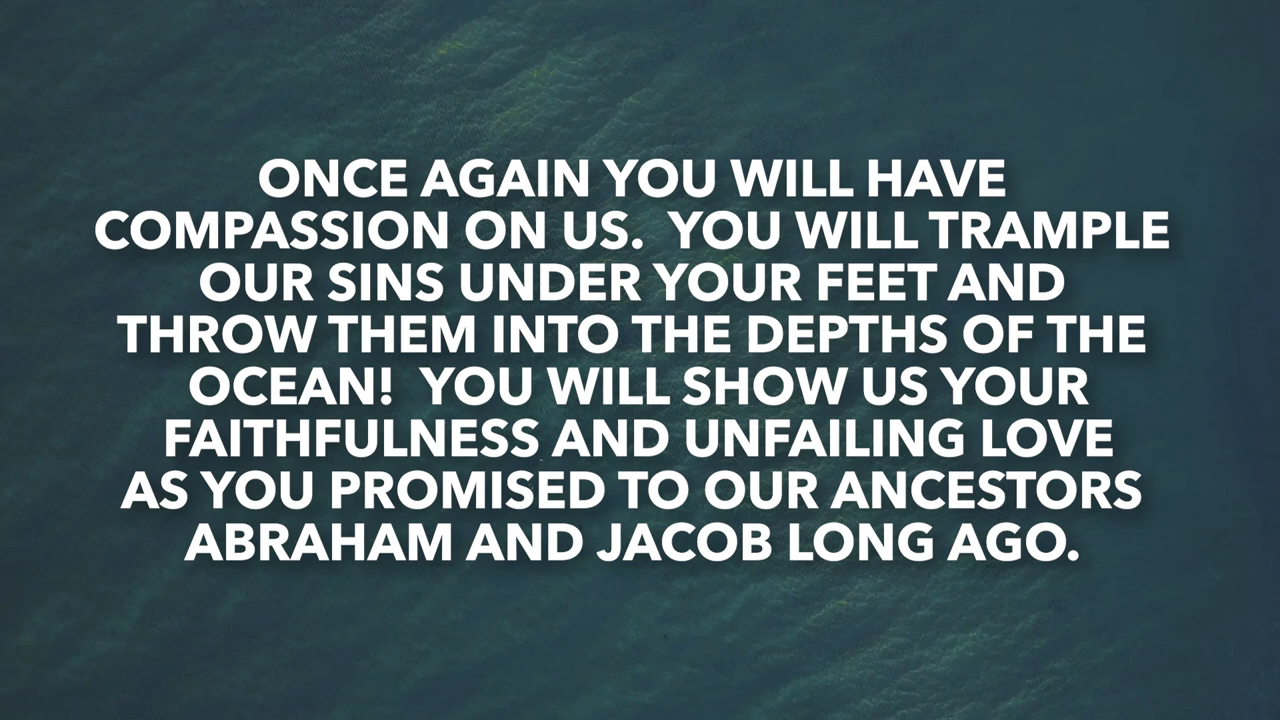 ONCE AGAIN YOU WILL HAVE
COMPASSION ON US.  YOU WILL TRAMPLE
OUR SINS UNDER YOUR FEET AND
THROW THEM INTO THE DEPTHS OF THE
OCEAN!  YOU WILL SHOW US YOUR
FAITHFULNESS AND UNFAILING LOVE
AS YOU PROMISED TO OUR ANCESTORS
ABRAHAM AND JACOB LONG AGO.